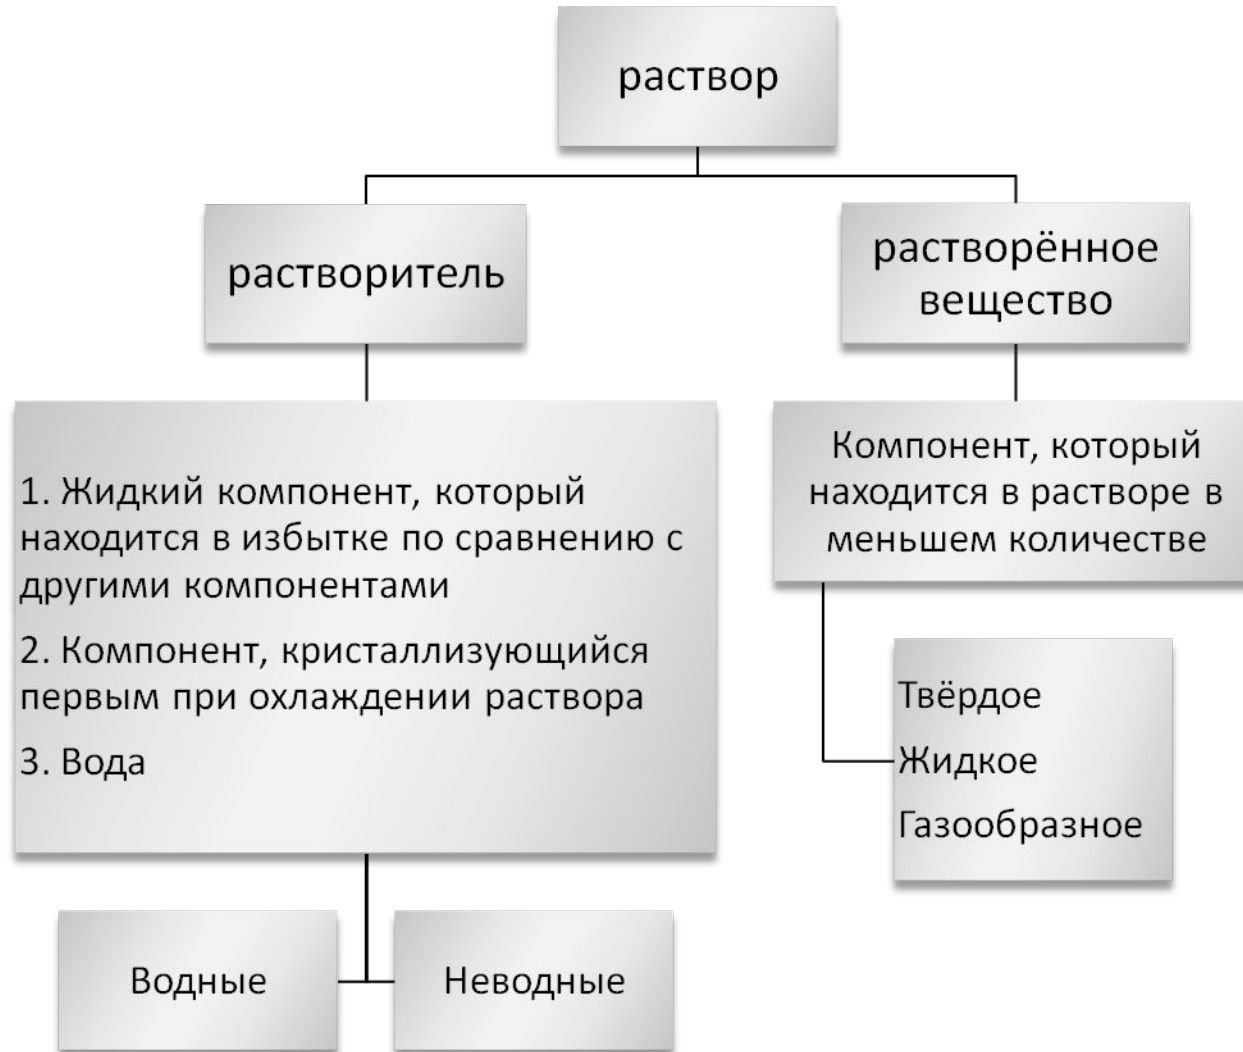 раствор
растворитель
растворённое
вещество
1. Жидкий компонент, который
находится в избытке по сравнению с
другими компонентами
2. Компонент, кристаллизующийся
первым при охлаждении раствора
3. Вода
Компонент, который
находится в растворе в
меньшем количестве
Твёрдое
Жидкое
Газообразное
Водные
Неводные